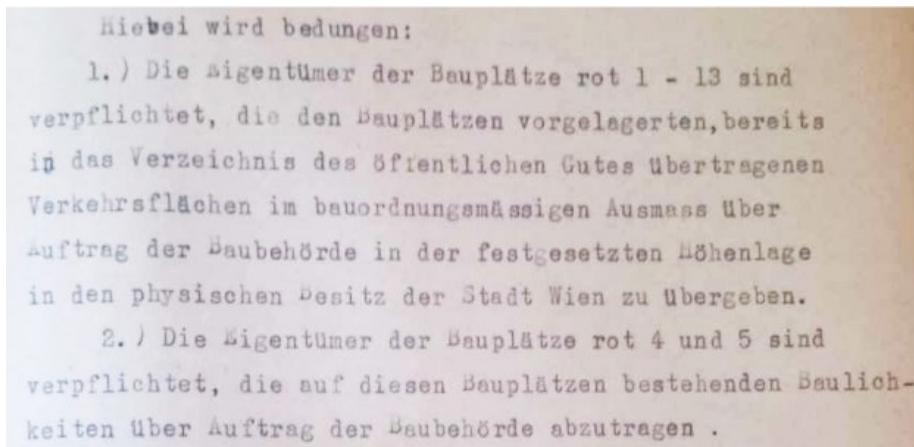 Hiebei wird bedungen:
1.) Die Eigentümer der Bauplätze rot 1 - 13 sind
verpflichtet, die den Bauplätzen vorgelagerten, bereits
in das Verzeichnis des öffentlichen Gutes übertragenen
Verkehrsflächen im bauordnungsmässigen Ausmass über
Auftrag der Baubehörde in der festgesetzten Höhenlage
in den physischen Besitz der Stadt Wien zu übergeben.
2.) Die Eigentümer der Bauplätze rot 4 und 5 sind
verpflichtet, die auf diesen Bauplätzen bestehenden Baulich-
keiten über Auftrag der Baubehörde abzutragen .